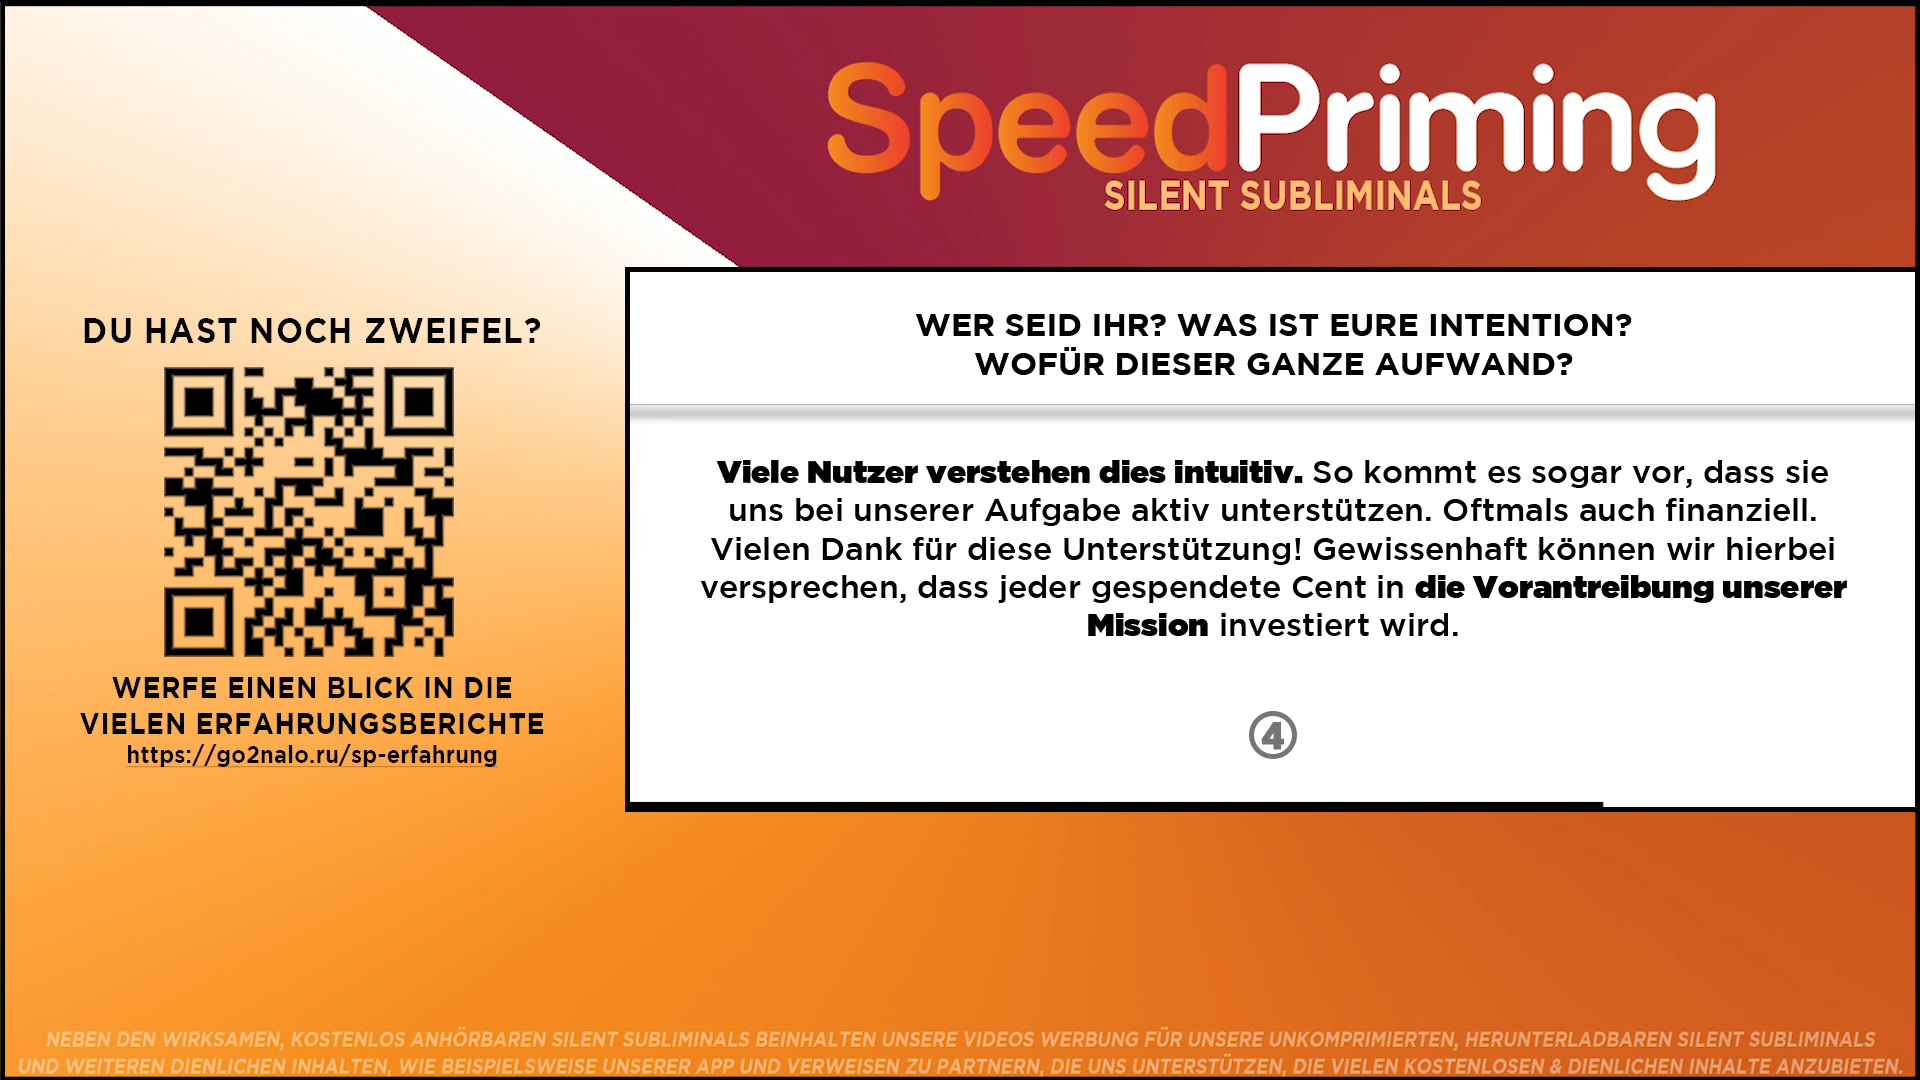 SpeedPriming
SILENT SUBLIMINALS
DU HAST NOCH ZWEIFEL?
WERFE EINEN BLICK IN DIE
VIELEN ERFAHRUNGSBERICHTE
https://go2nalo.ru/sp-erfahrung
WER SEID IHR? WAS IST EURE INTENTION?
WOFÜR DIESER GANZE AUFWAND?
Viele Nutzer verstehen dies intuitiv. So kommt es sogar vor, dass sie
uns bei unserer Aufgabe aktiv unterstützen. Oftmals auch finanziell.
Vielen Dank für diese Unterstützung! Gewissenhaft können wir hierbei
versprechen, dass jeder gespendete Cent in die Vorantreibung unserer
Mission investiert wird.
4
NEBEN DEN WIRKSAMEN, KOSTENLOS ANHÖRBAREN SILENT SUBLIMINALS BEINHALTEN UNSERE VIDEOS WERBUNG FÜR UNSERE UNKOMPRIMIERTEN, HERUNTERLADBAREN SILENT SUBLIMINALS
UND WEITEREN DIENLICHEN INHALTEN, WIE BEISPIELSWEISE UNSERER APP UND VERWEISEN ZU PARTNERN, DIE UNS UNTERSTÜTZEN, DIE VIELEN KOSTENLOSEN & DIENLICHEN INHALTE ANZUBIETEN.